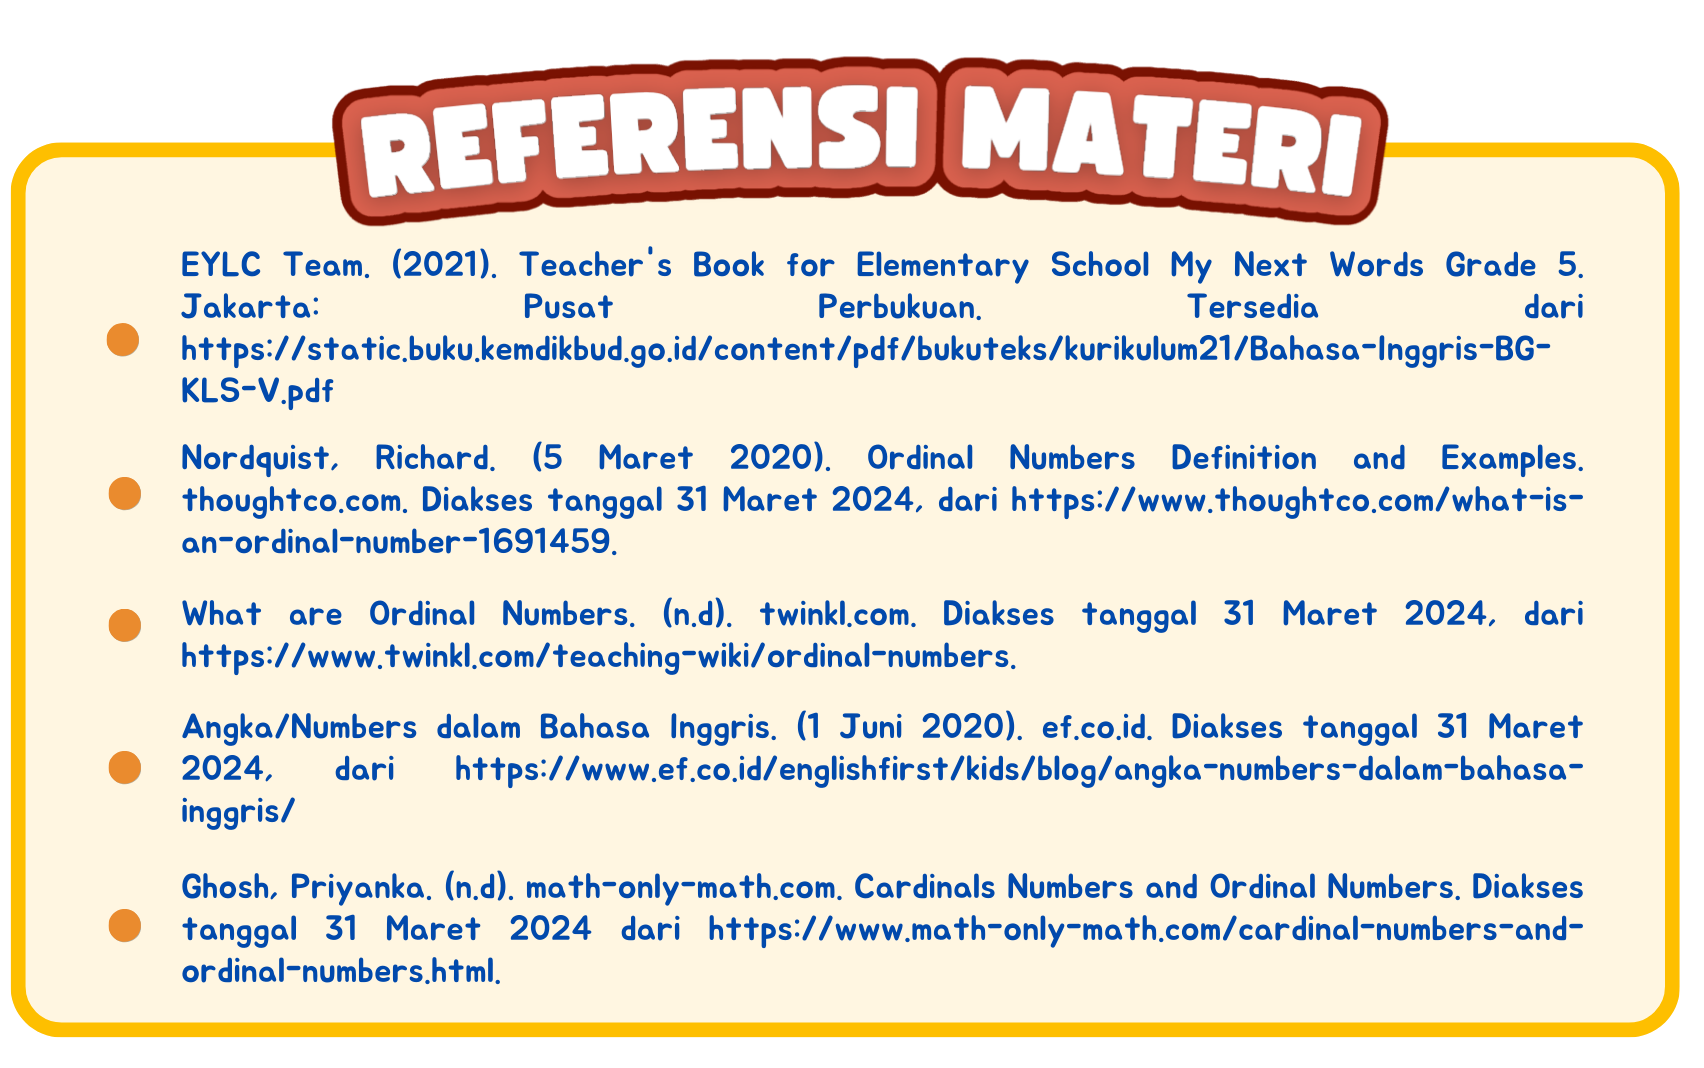 REFERENSI MATERI
EYLC Team. (2021). Teacher's Book for Elementary School My Next Words Grade 5.
Jakarta: Pusat Perbukuan. Tersedia dari
https://static.buku.kemdikbud.go.id/content/pdf/bukuteks/kurikulum21/Bahasa-Inggris-BG-
KLS-V.pdf
Nordquist, Richard. (5 Maret 2020). Ordinal Numbers Definition and Examples.
thoughtco.com. Diakses tanggal 31 Maret 2024, dari https://www.thoughtco.com/what-is-
an-ordinal-number-1691459.
What are Ordinal Numbers. (n.d). twinkl.com. Diakses tanggal 31 Maret 2024, dari
https://www.twinkl.com/teaching-wiki/ordinal-numbers.
Angka/Numbers dalam Bahasa Inggris. (1 Juni 2020). ef.co.id. Diakses tanggal 31 Maret
2024, dari https://www.ef.co.id/englishfirst/kids/blog/angka-numbers-dalam-bahasa-
inggris/
Ghosh, Priyanka. (n.d). math-only-math.com. Cardinals Numbers and Ordinal Numbers. Diakses
tanggal 31 Maret 2024 dari https://www.math-only-math.com/cardinal-numbers-and-
ordinal-numbers.html.